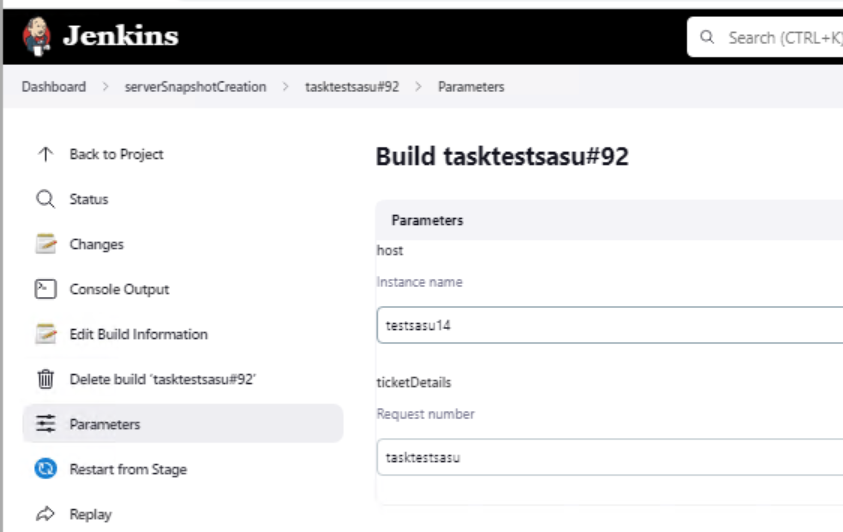 Jenkins
Search (CTRL+K)
Dashboard > serverSnapshotCreation > tasktestsasu#92 > Parameters
Back to Project
Status
Changes
Console Output
Edit Build Information
Delete build 'tasktestsasu#92'
Parameters
Restart from Stage
Replay
Build tasktestsasu#92
Parameters
host
Instance name
testsasu14
ticketDetails
Request number
tasktestsasu